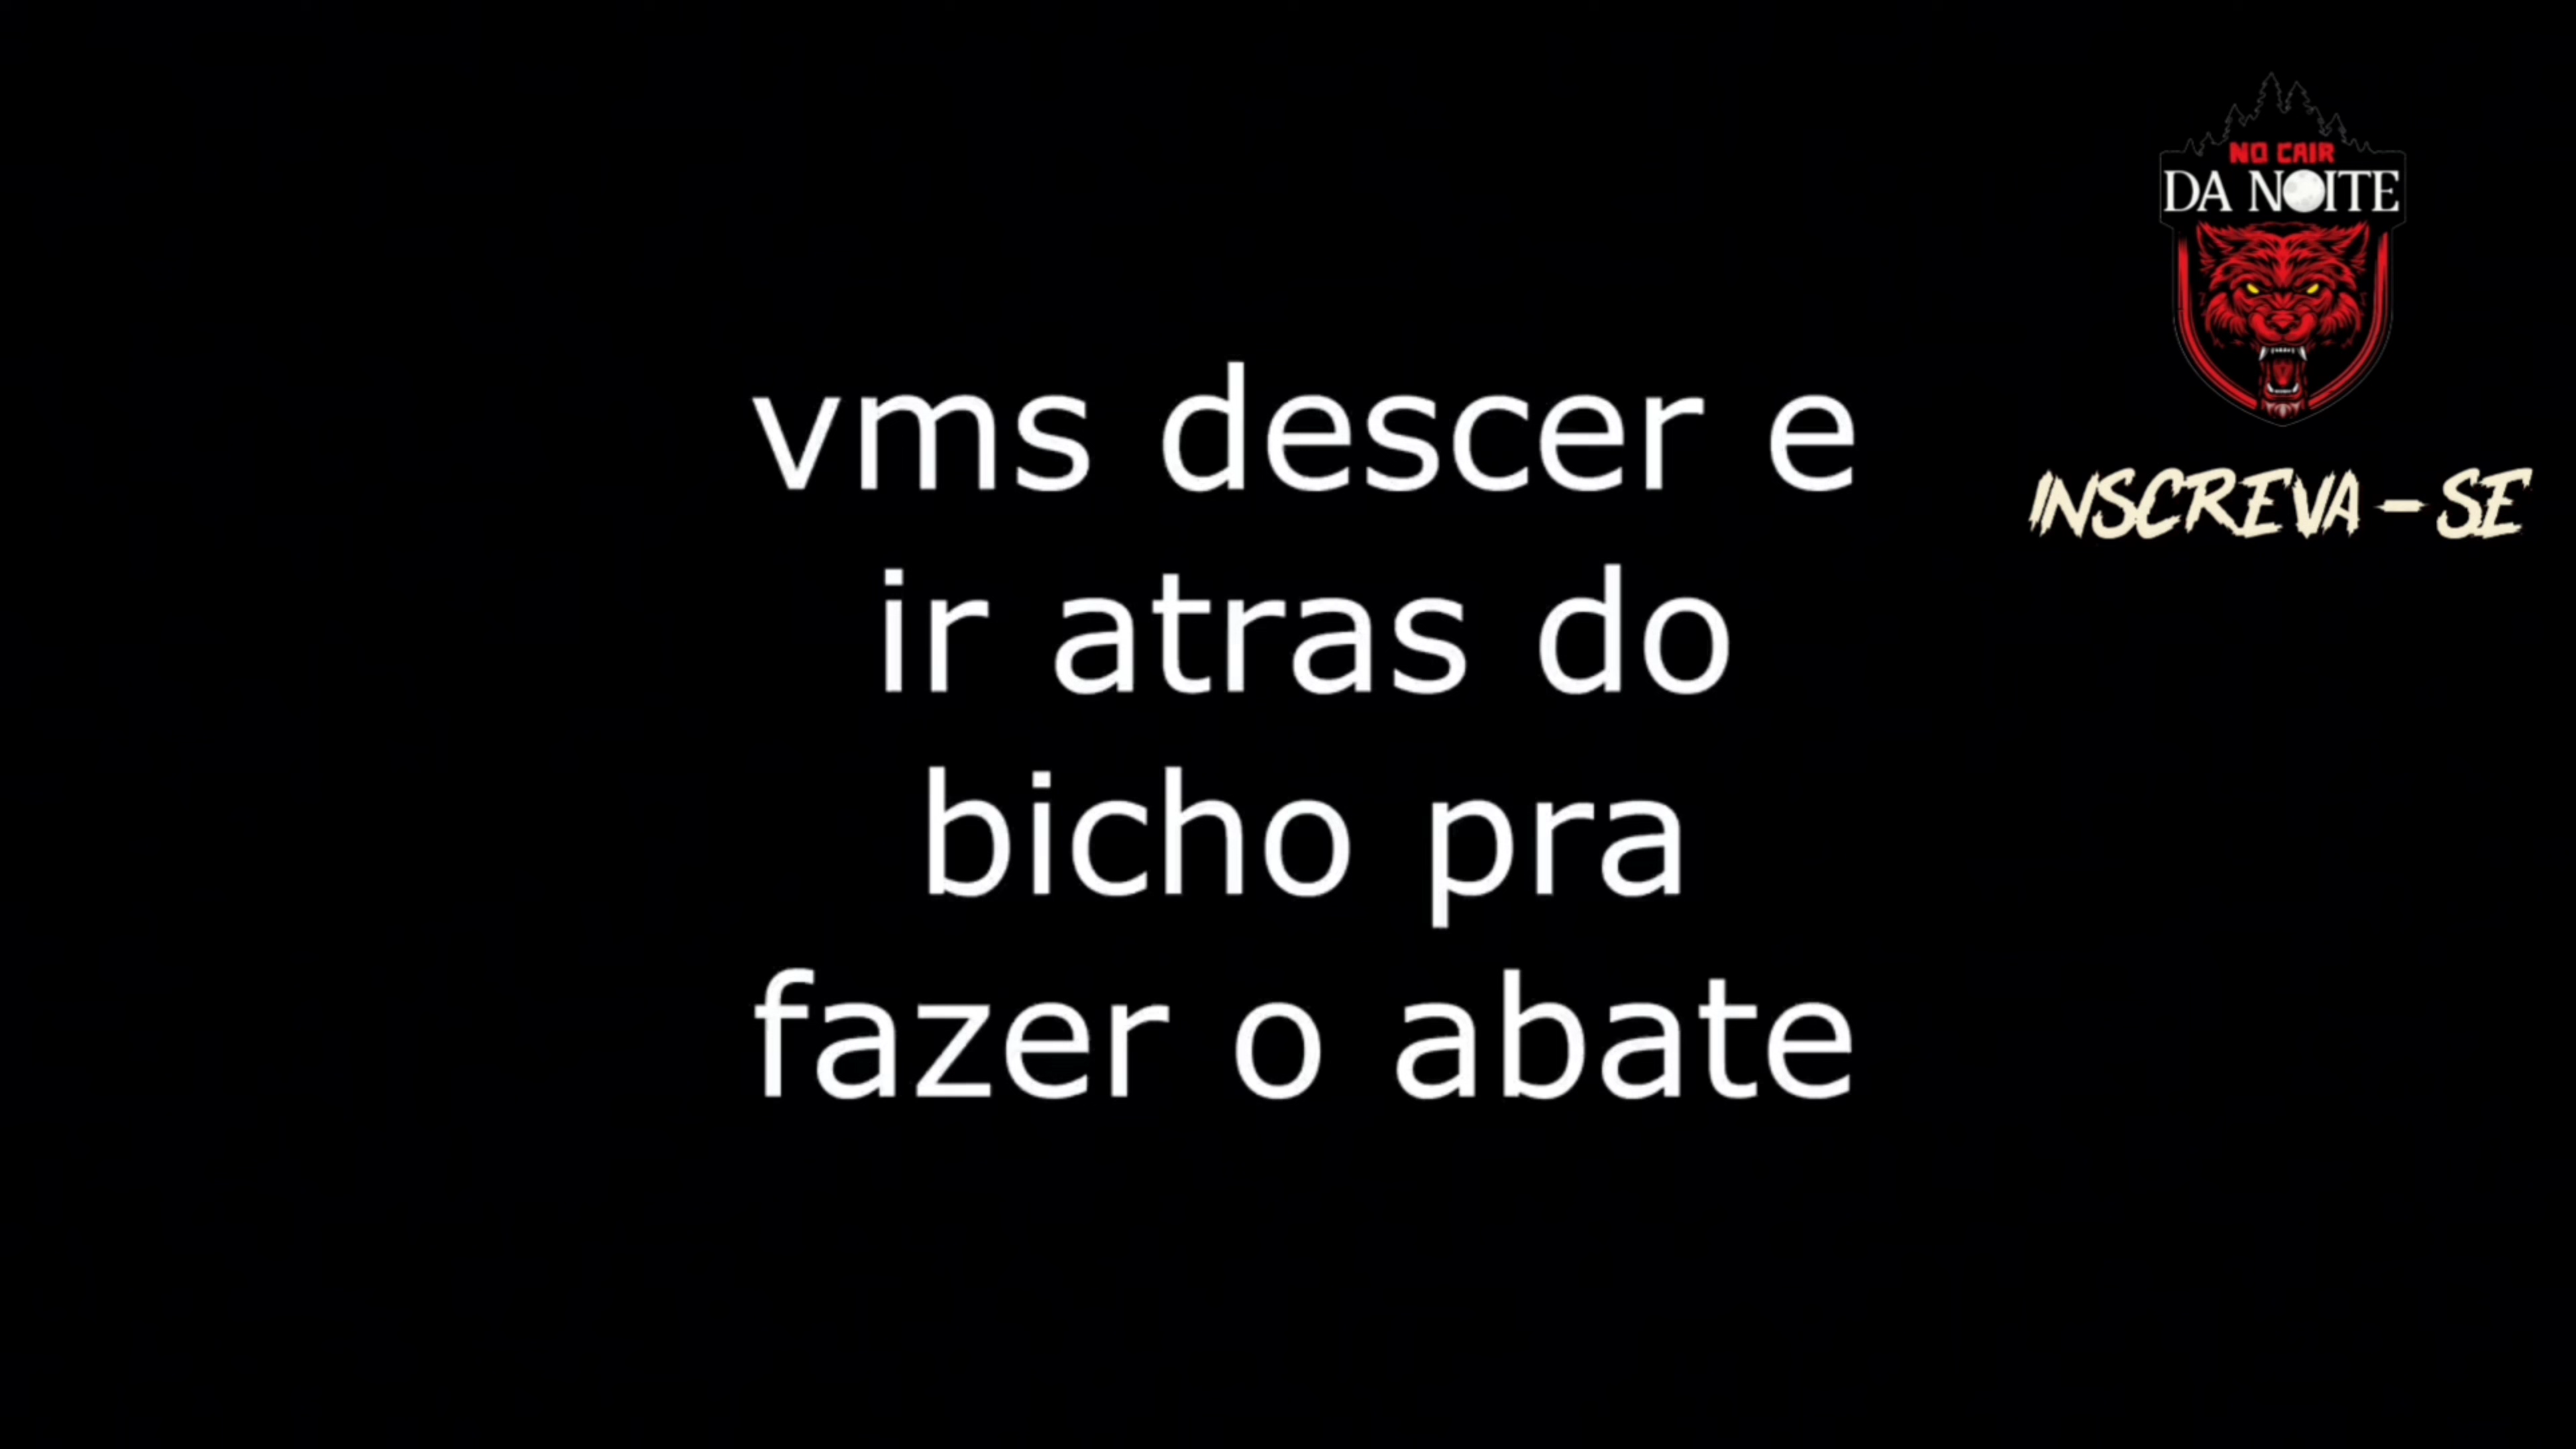 NO CAIR
DA NOITE
INSCREVA-SE
vms descer e
ir atras do
bicho pra
fazer o abate